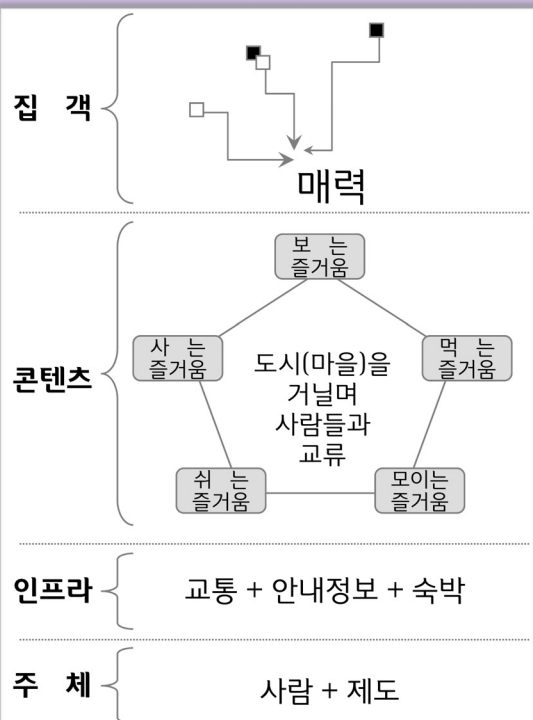 집 객
매력
콘텐츠
보 는
즐거움
사 는
즐거움
먹 는
즐거움
도시(마을)을
거닐며
사람들과
교류
쉬 는
즐거움
모이는
즐거움
인프라
교통 + 안내정보 + 숙박
주 체
사람 + 제도